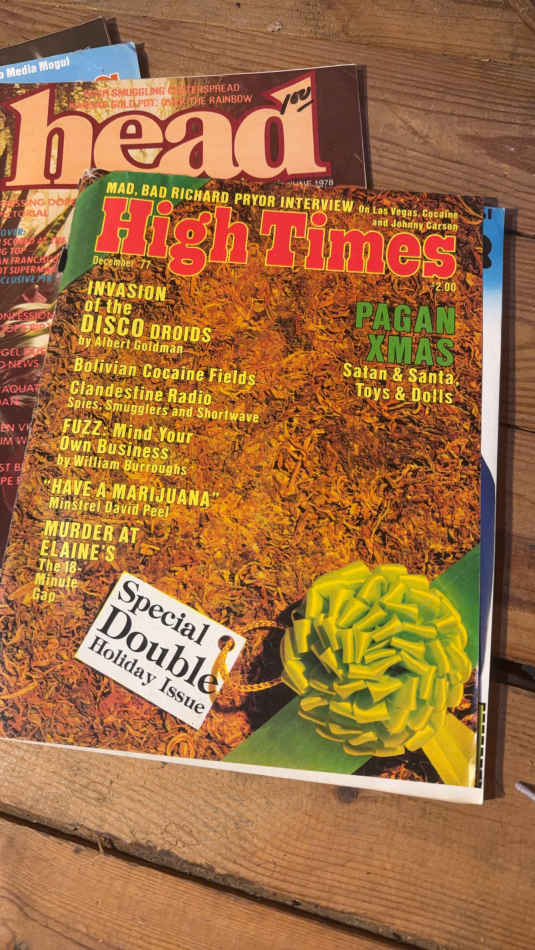 o Media Mogul
SMUGGLING CENTERSPREAD
GOLD POT: OVER THE RAINBOW
head
100
JUNE 1978
MAD, BAD RICHARD PRYOR INTERVIEW On Las Vegas, Cocaine
and Johnny Carson
High Times
December '77
$2.00
INVASION
of the
DISCO DROIDS
by Albert Goldman
Bolivian Cocaine Fields
Clandestine Radio
Spies, Smugglers and Shortwave
FUZZ: Mind Your
Own Business
by William Burroughs
"HAVE A MARIJUANA"
Minstrel David Peel
MURDER AT
ELAINE'S
The 18-
Minute
Gap
PAGAN
XMAS
Satan & Santa,
Toys & Dolls
Special
Double
Holiday Issue